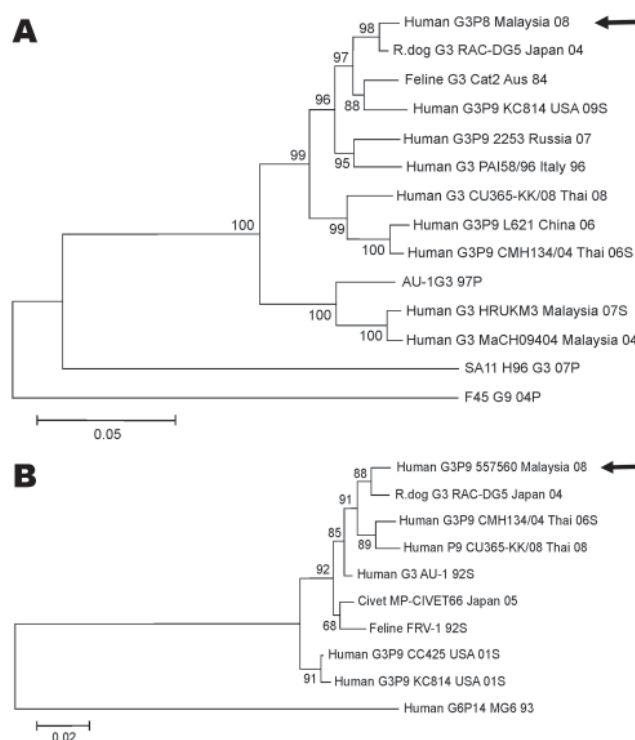 A
Human G3P8 Malaysia 08
98
R.dog G3 RAC-DG5 Japan 04
97
Feline G3 Cat2 Aus 84
96
88
Human G3P9 KC814 USA 09S
Human G3P9 2253 Russia 07
99
95
Human G3 PAI58/96 Italy 96
Human G3 CU365-KK/08 Thai 08
99
Human G3P9 L621 China 06
100
100
Human G3P9 CMH134/04 Thai 06S
AU-1G3 97P
100
Human G3 HRUKM3 Malaysia 07S
100
Human G3 MaCH09404 Malaysia 04
SA11 H96 G3 07P
F45 G9 04P
0.05
B
Human G3P9 557560 Malaysia 08
88
R.dog G3 RAC-DG5 Japan 04
91
Human G3P9 CMH134/04 Thai 06S
85
89
Human P9 CU365-KK/08 Thai 08
92
Human G3 AU-1 92S
Civet MP-CIVET66 Japan 05
68
Feline FRV-1 92S
Human G3P9 CC425 USA 01S
91
Human G3P9 KC814 USA 01S
Human G6P14 MG6 93
0.02